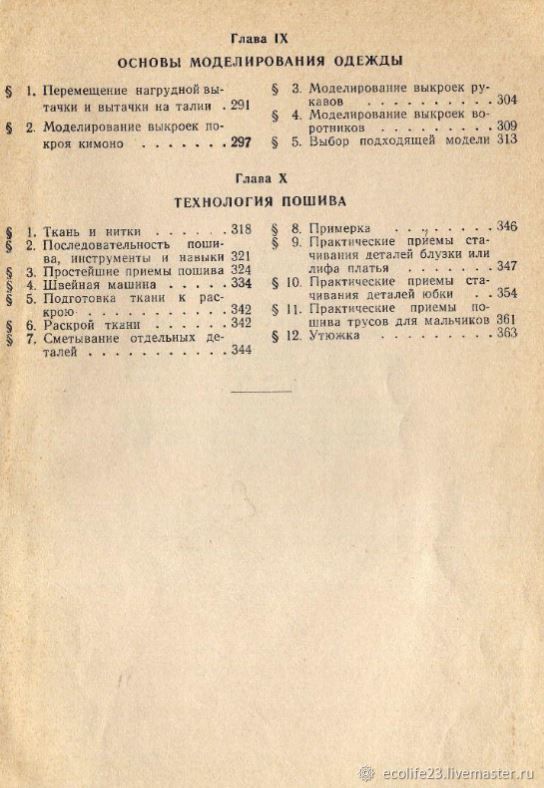 Глава IX
ОСНОВЫ МОДЕЛИРОВАНИЯ ОДЕЖДЫ
§ 1. Перемещение нагрудной вы-
тачки и вытачки на талии . 291
§ 2. Моделирование выкроек по-
кроя кимоно . . . . . . . 297
§ 3. Моделирование выкроек ру-
кавов . . . . . . . . . . 304
§ 4. Моделирование выкроек во-
ротников . . . . . . . . . 309
§ 5. Выбор подходящей модели 313
Глава X
ТЕХНОЛОГИЯ ПОШИВА
§ 1. Ткань и нитки . . . . . . 318
§ 2. Последовательность поши-
ва, инструменты и навыки 321
§ 3. Простейшие приемы пошива 324
§ 4. Швейная машина . . . . . 334
§ 5. Подготовка ткани к рас-
крою . . . . . . . . . . . 342
§ 6. Раскрой ткани . . . . . . 342
§ 7. Сметывание отдельных де-
талей . . . . . . . . . . 344
§ 8. Примерка . . . . . . . . 346
§ 9. Практические приемы ста-
чивания деталей блузки или
лифа платья . . . . . . . 347
§ 10. Практические приемы ста-
чивания деталей юбки . . 354
§ 11. Практические приемы по-
шива трусов для мальчиков 361
§ 12. Утюжка . . . . . . . . . 363
ecolife23.livemaster.ru